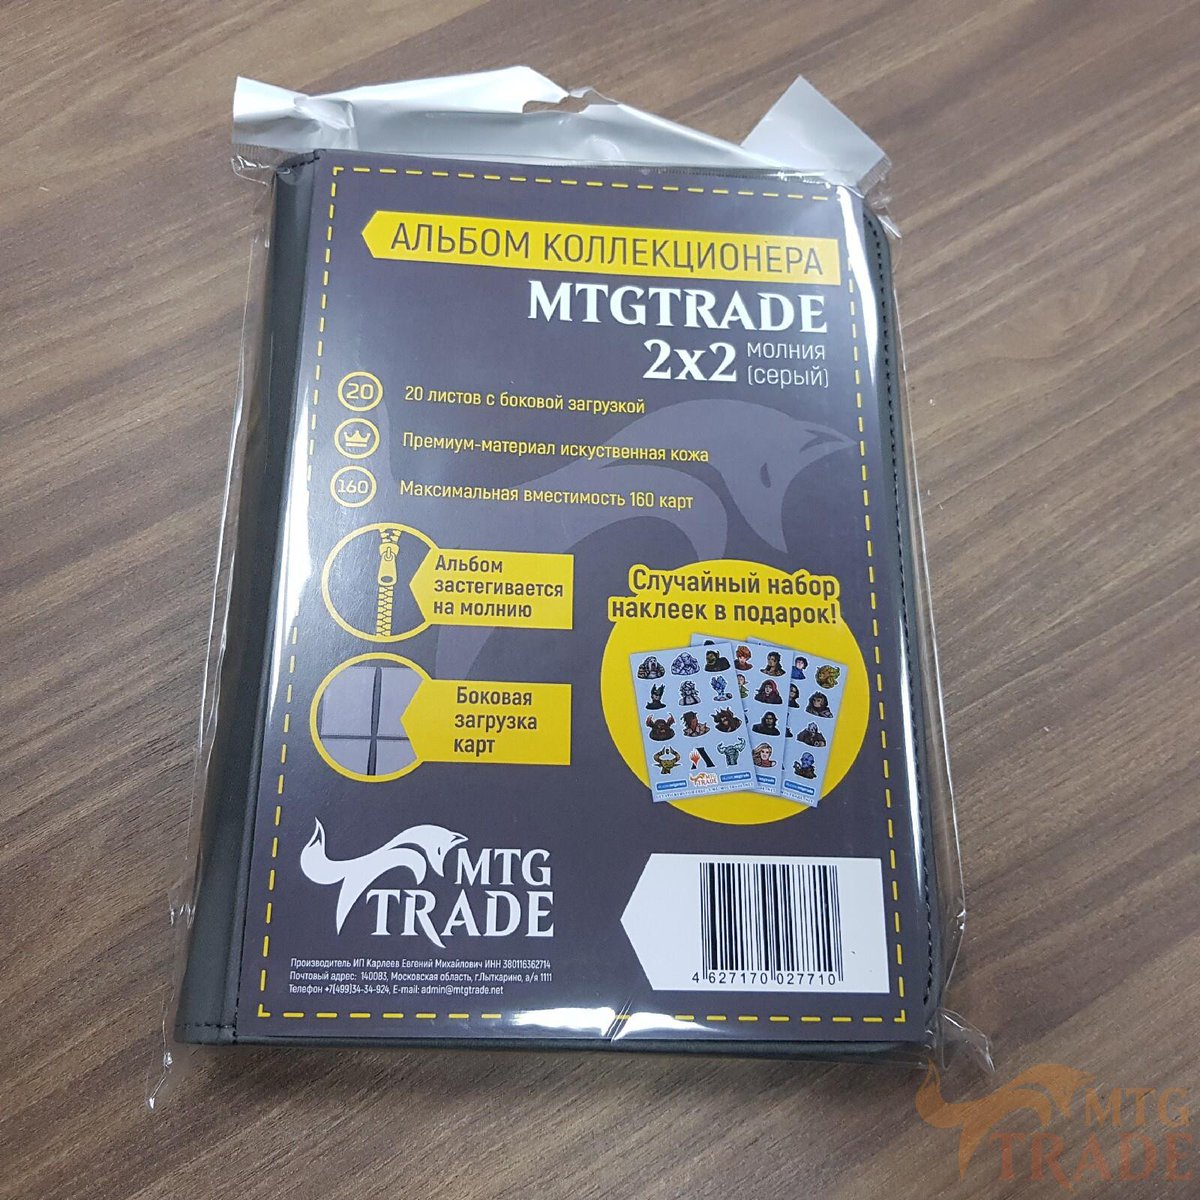 АЛЬБОМ КОЛЛЕКЦИОНЕРА
MTGTRADE
2x2 молния
(серый)
20 20 листов с боковой загрузкой
Премиум-материал искуственная кожа
160 Максимальная вместимость 160 карт
Альбом
застегивается
на молнию
Случайный набор
наклеек в подарок!
Боковая
загрузка
карт
MTG
TRADE
MTG
TRADE
Производитель ИП Карлеев Евгений Михайлович ИНН 380116362714
Почтовый адрес: 140083, Московская область, г.Лыткарино, а/я 1111
Телефон +7(499)34-34-924, E-mail: admin@mtgtrade.net
4 627170 027710
MTG
TRADE